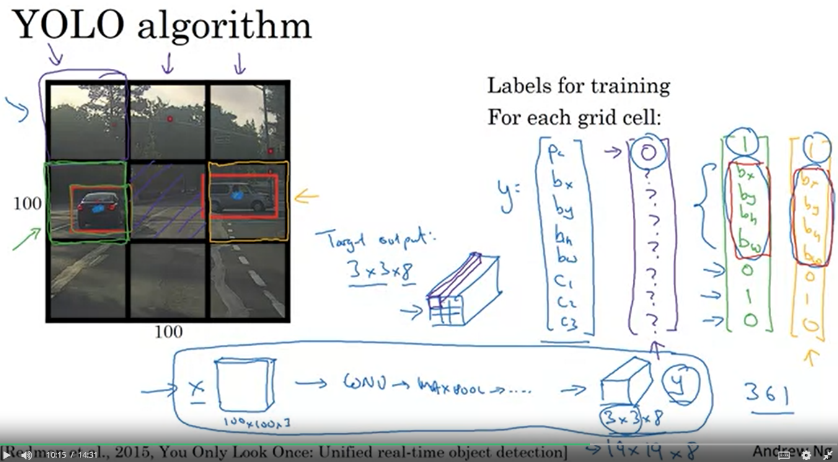 YOLO algorithm
100
100
Labels for training
For each grid cell:
y =
Pc
bx
by
bh
bw
C1
C2
C3
0
?
?
?
?
?
?
?
1
bx
by
bh
bw
0
1
0
1
bx
by
bh
bw
0
1
0
Target output:
3×3×8
X
100×100×3
→ CONV → MAXPOOL → .... →
3×3×8
y
361
→ 19×19×8
10:15 / 14:31
2015, You Only Look Once: Unified real-time object detection]
Andrew Ng